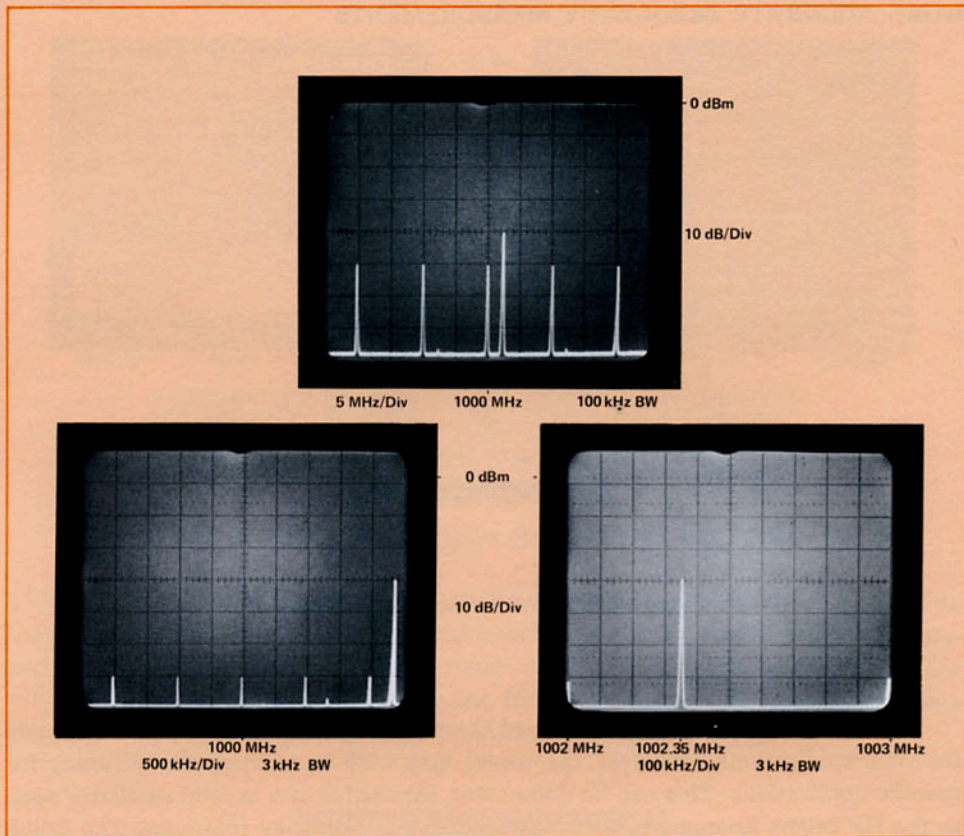 0 dBm
10 dB/Div
5 MHz/Div 1000 MHz 100 kHz BW
0 dBm
10 dB/Div
1000 MHz
500 kHz/Div 3 kHz BW
1002 MHz 1002.35 MHz 1003 MHz
100 kHz/Div 3 kHz BW